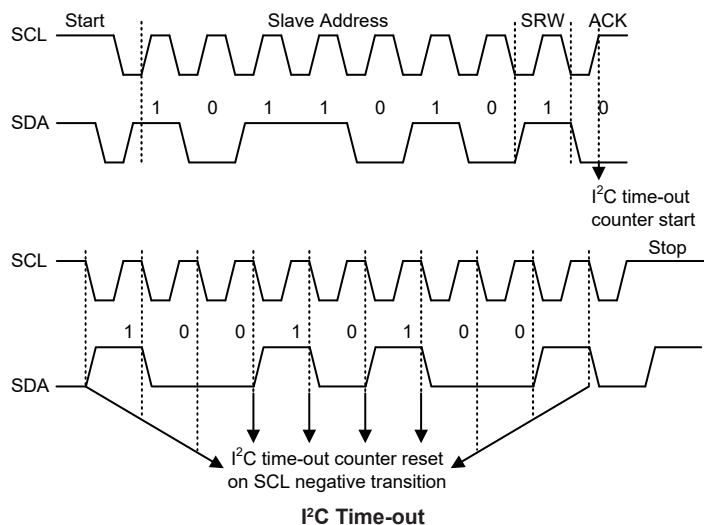 Start Slave Address SRW ACK
SCL
1 0 1 1 0 1 0 1 0
SDA
I²C time-out
counter start
Stop
SCL
1 0 0 1 0 1 0 0
SDA
I²C time-out counter reset
on SCL negative transition
I²C Time-out